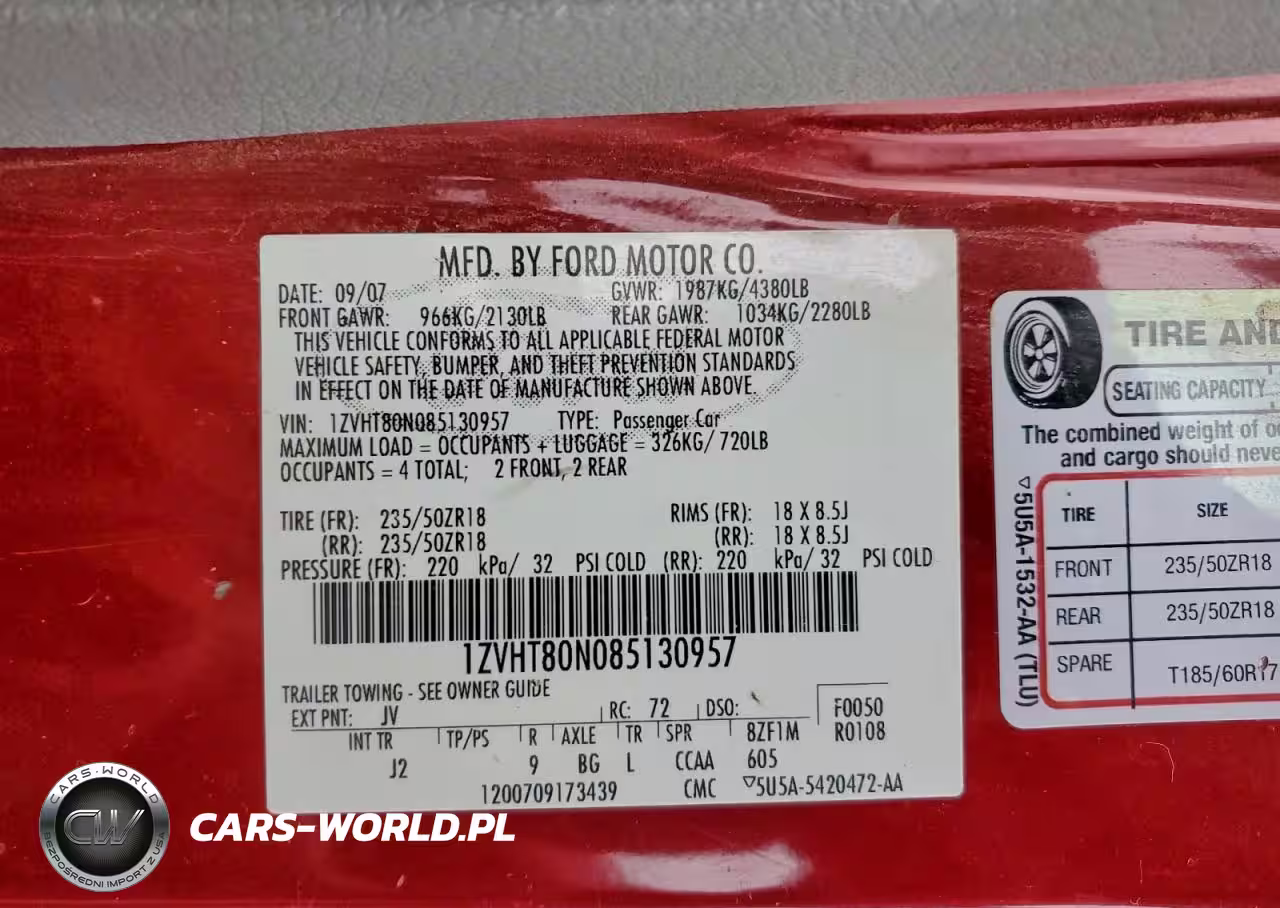 MFD. BY FORD MOTOR CO.
DATE: 09/07 GVWR: 1987KG/4380LB
FRONT GAWR: 966KG/2130LB REAR GAWR: 1034KG/2280LB
THIS VEHICLE CONFORMS TO ALL APPLICABLE FEDERAL MOTOR
VEHICLE SAFETY, BUMPER, AND THEFT PREVENTION STANDARDS
IN EFFECT ON THE DATE OF MANUFACTURE SHOWN ABOVE.
VIN: 1ZVHT80N085130957 TYPE: Passenger Car
MAXIMUM LOAD = OCCUPANTS + LUGGAGE = 326KG/ 720LB
OCCUPANTS = 4 TOTAL; 2 FRONT, 2 REAR
TIRE (FR): 235/50ZR18 RIMS (FR): 18 X 8.5J
(RR): 235/50ZR18 (RR): 18 X 8.5J
PRESSURE (FR): 220 kPa/ 32 PSI COLD (RR): 220 kPa/ 32 PSI COLD
1ZVHT80N085130957
TRAILER TOWING - SEE OWNER GUIDE
EXT PNT: JV RC: 72 DSO: F0050
INT TR TP/PS R AXLE TR SPR 8ZF1M R0108
J2 9 BG L CCAA 605
1200709173439 CMC ▽5U5A-5420472-AA
TIRE AND
SEATING CAPACITY
The combined weight of oc
and cargo should neve
▽5U5A-1532-AA (TLU)
TIRE SIZE
FRONT 235/50ZR18
REAR 235/50ZR18
SPARE T185/60R17
CARS-WORLD
CW
BEZPOŚREDNI IMPORT Z USA
CARS-WORLD.PL